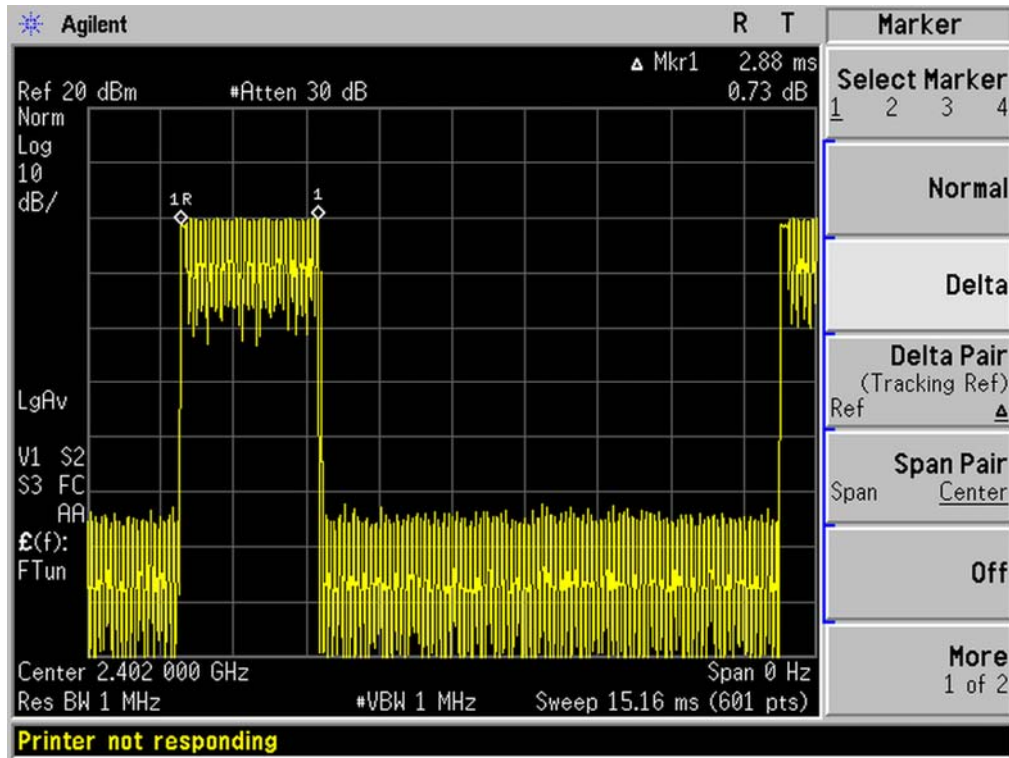 Agilent R T
Δ Mkr1 2.88 ms
Ref 20 dBm #Atten 30 dB 0.73 dB
Norm
Log
10
dB/
1R
1
LgAv
V1 S2
S3 FC
AA
£(f):
FTun
Center 2.402 000 GHz Span 0 Hz
Res BW 1 MHz #VBW 1 MHz Sweep 15.16 ms (601 pts)
Printer not responding
Marker
Select Marker
1 2 3 4
Normal
Delta
Delta Pair
(Tracking Ref)
Ref Δ
Span Pair
Span Center
Off
More
1 of 2